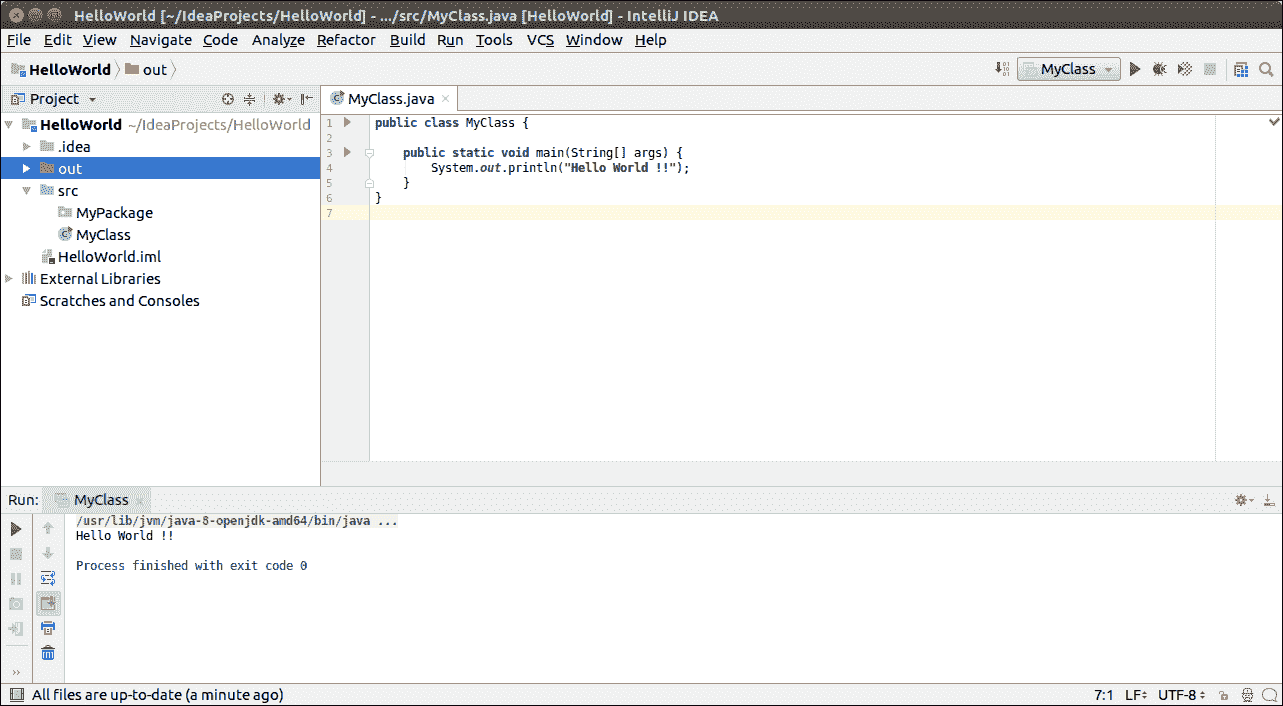 HelloWorld [~/IdeaProjects/HelloWorld] - .../src/MyClass.java [HelloWorld] - IntelliJ IDEA
File Edit View Navigate Code Analyze Refactor Build Run Tools VCS Window Help
HelloWorld out MyClass
Project MyClass.java ×
HelloWorld ~/IdeaProjects/HelloWorld
.idea
out
src
MyPackage
MyClass
HelloWorld.iml
External Libraries
Scratches and Consoles
1 public class MyClass {
2
3 public static void main(String[] args) {
4 System.out.println("Hello World !!");
5 }
6 }
7
Run: MyClass ×
/usr/lib/jvm/java-8-openjdk-amd64/bin/java ...
Hello World !!
Process finished with exit code 0
All files are up-to-date (a minute ago) 7:1 LF UTF-8